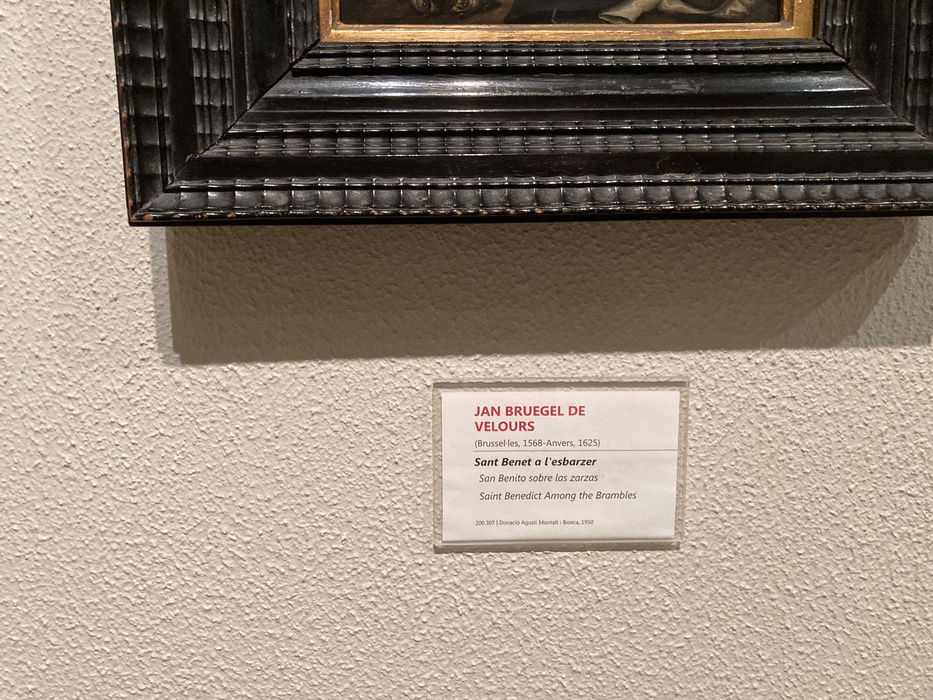 JAN BRUEGEL DE
VELOURS
(Brussel·les, 1568-Anvers, 1625)
Sant Benet a l'esbarzer
San Benito sobre las zarzas
Saint Benedict Among the Brambles
200.307 | Donació Agustí Montalt i Biosca, 1950